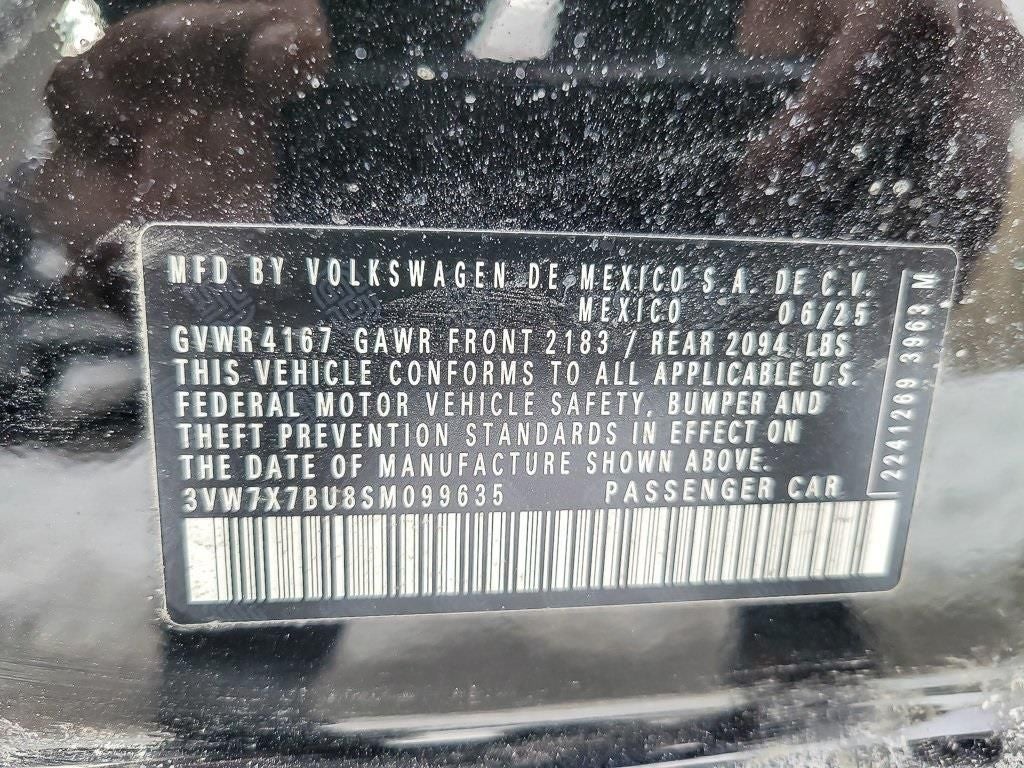 MFD BY VOLKSWAGEN DE MEXICO S.A. DE C.V.
MEXICO 06/25
GVWR 4167 GAWR FRONT 2183 / REAR 2094 LBS
THIS VEHICLE CONFORMS TO ALL APPLICABLE U.S.
FEDERAL MOTOR VEHICLE SAFETY, BUMPER AND
THEFT PREVENTION STANDARDS IN EFFECT ON
THE DATE OF MANUFACTURE SHOWN ABOVE.
3VW7X7BU8SM099635 PASSENGER CAR
2241269 3963 M